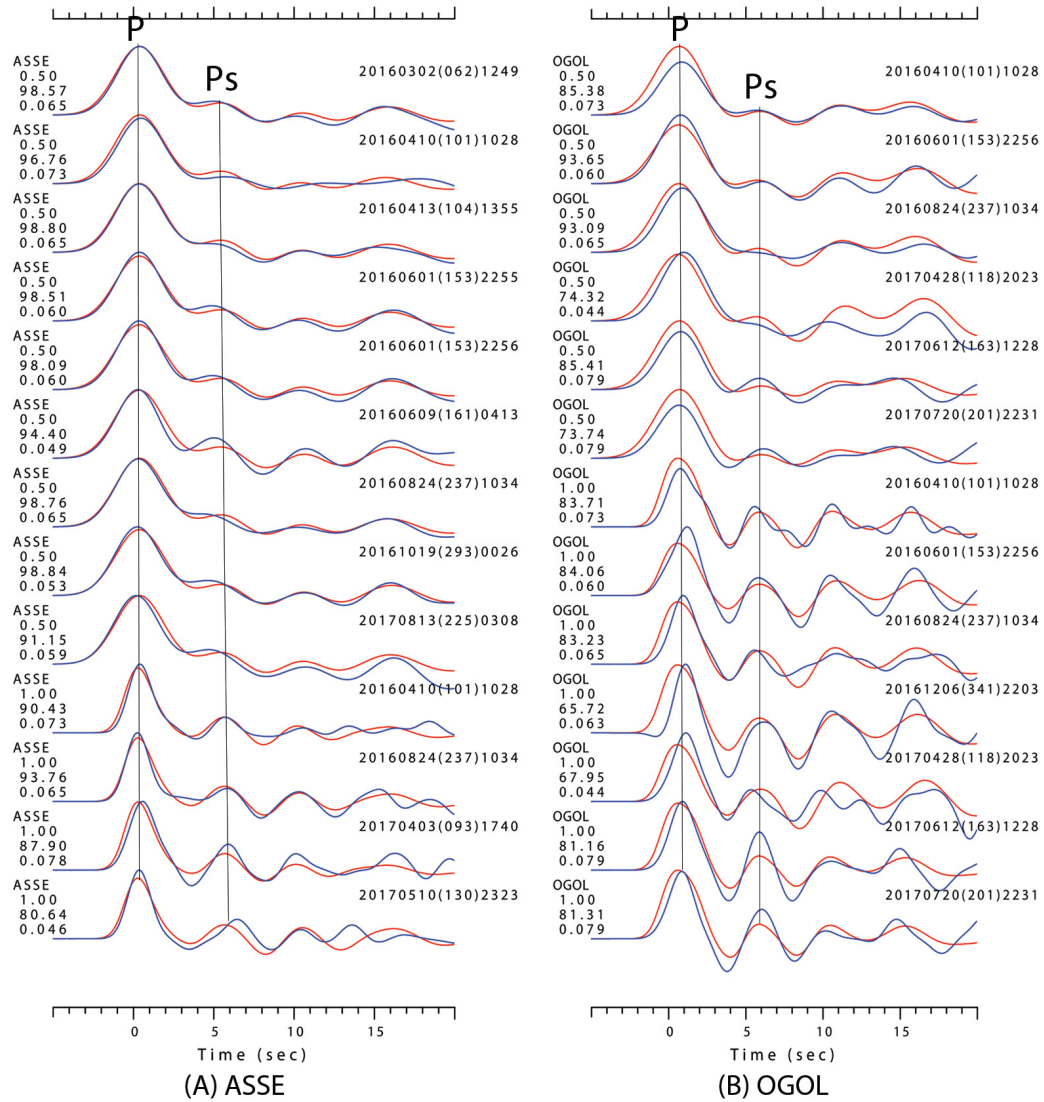 P
Ps
ASSE
0.50
98.57
0.065
20160302(062)1249
ASSE
0.50
96.76
0.073
20160410(101)1028
ASSE
0.50
98.80
0.065
20160413(104)1355
ASSE
0.50
98.51
0.060
20160601(153)2255
ASSE
0.50
98.09
0.060
20160601(153)2256
ASSE
0.50
94.40
0.049
20160609(161)0413
ASSE
0.50
98.76
0.065
20160824(237)1034
ASSE
0.50
98.84
0.053
20161019(293)0026
ASSE
0.50
91.15
0.059
20170813(225)0308
ASSE
1.00
90.43
0.073
20160410(101)1028
ASSE
1.00
93.76
0.065
20160824(237)1034
ASSE
1.00
87.90
0.078
20170403(093)1740
ASSE
1.00
80.64
0.046
20170510(130)2323
0 5 10 15
Time (sec)
(A) ASSE
P
Ps
OGOL
0.50
85.38
0.073
20160410(101)1028
OGOL
0.50
93.65
0.060
20160601(153)2256
OGOL
0.50
93.09
0.065
20160824(237)1034
OGOL
0.50
74.32
0.044
20170428(118)2023
OGOL
0.50
85.41
0.079
20170612(163)1228
OGOL
0.50
73.74
0.079
20170720(201)2231
OGOL
1.00
83.71
0.073
20160410(101)1028
OGOL
1.00
84.06
0.060
20160601(153)2256
OGOL
1.00
83.23
0.065
20160824(237)1034
OGOL
1.00
65.72
0.063
20161206(341)2203
OGOL
1.00
67.95
0.044
20170428(118)2023
OGOL
1.00
81.16
0.079
20170612(163)1228
OGOL
1.00
81.31
0.079
20170720(201)2231
0 5 10 15
Time (sec)
(B) OGOL